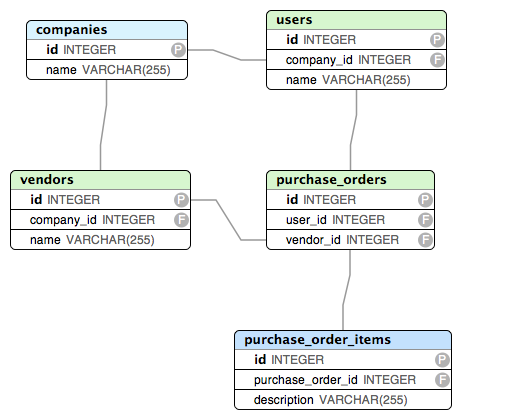 companies
id INTEGER P
name VARCHAR(255)
users
id INTEGER P
company_id INTEGER F
name VARCHAR(255)
vendors
id INTEGER P
company_id INTEGER F
name VARCHAR(255)
purchase_orders
id INTEGER P
user_id INTEGER F
vendor_id INTEGER F
purchase_order_items
id INTEGER P
purchase_order_id INTEGER F
description VARCHAR(255)